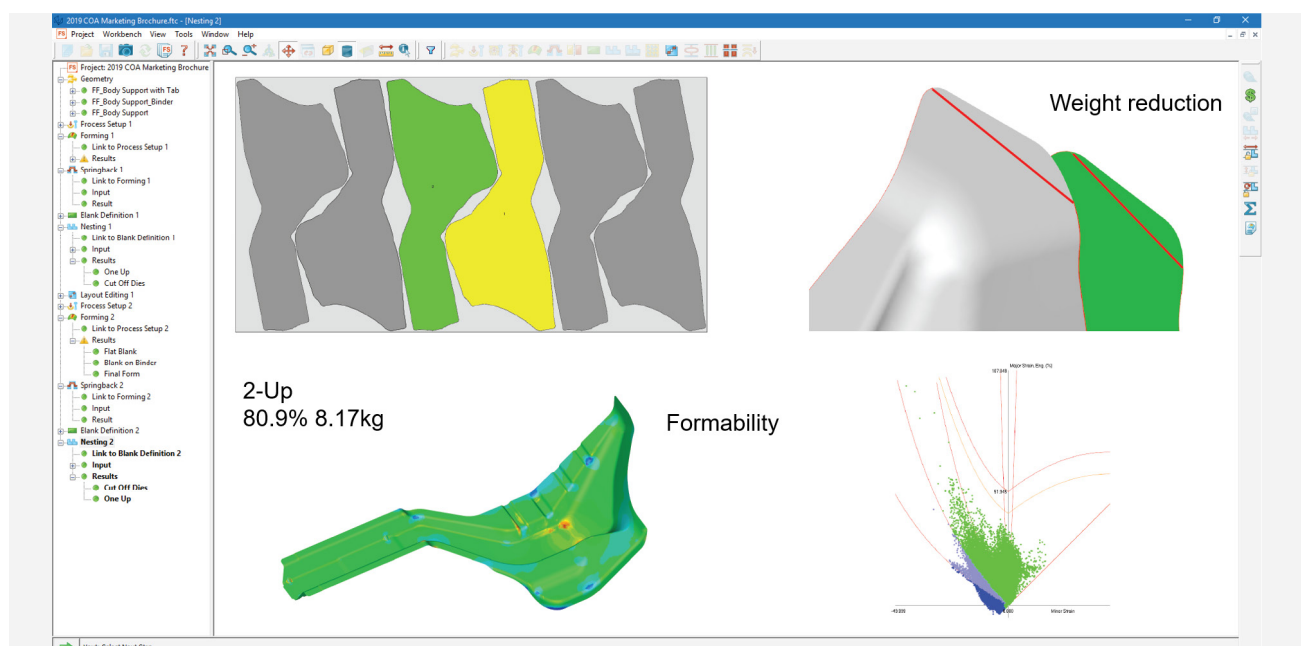 2019 COA Marketing Brochure.ftc - [Nesting 2]
FS Project Workbench View Tools Window Help
FS Project: 2019 COA Marketing Brochure
Geometry
FF_Body Support with Tab
FF_Body Support_Binder
FF_Body Support
Process Setup 1
Forming 1
Link to Process Setup 1
Results
Springback 1
Link to Forming 1
Input
Result
Blank Definition 1
Nesting 1
Link to Blank Definition 1
Input
Results
One Up
Cut Off Dies
Layout Editing 1
Process Setup 2
Forming 2
Link to Process Setup 2
Results
Flat Blank
Blank on Binder
Final Form
Springback 2
Link to Forming 2
Input
Result
Blank Definition 2
Nesting 2
Link to Blank Definition 2
Input
Results
Cut Off Dies
One Up
Weight reduction
2-Up
80.9% 8.17kg
Formability
Major Strain, Eng. (%)
Minor Strain